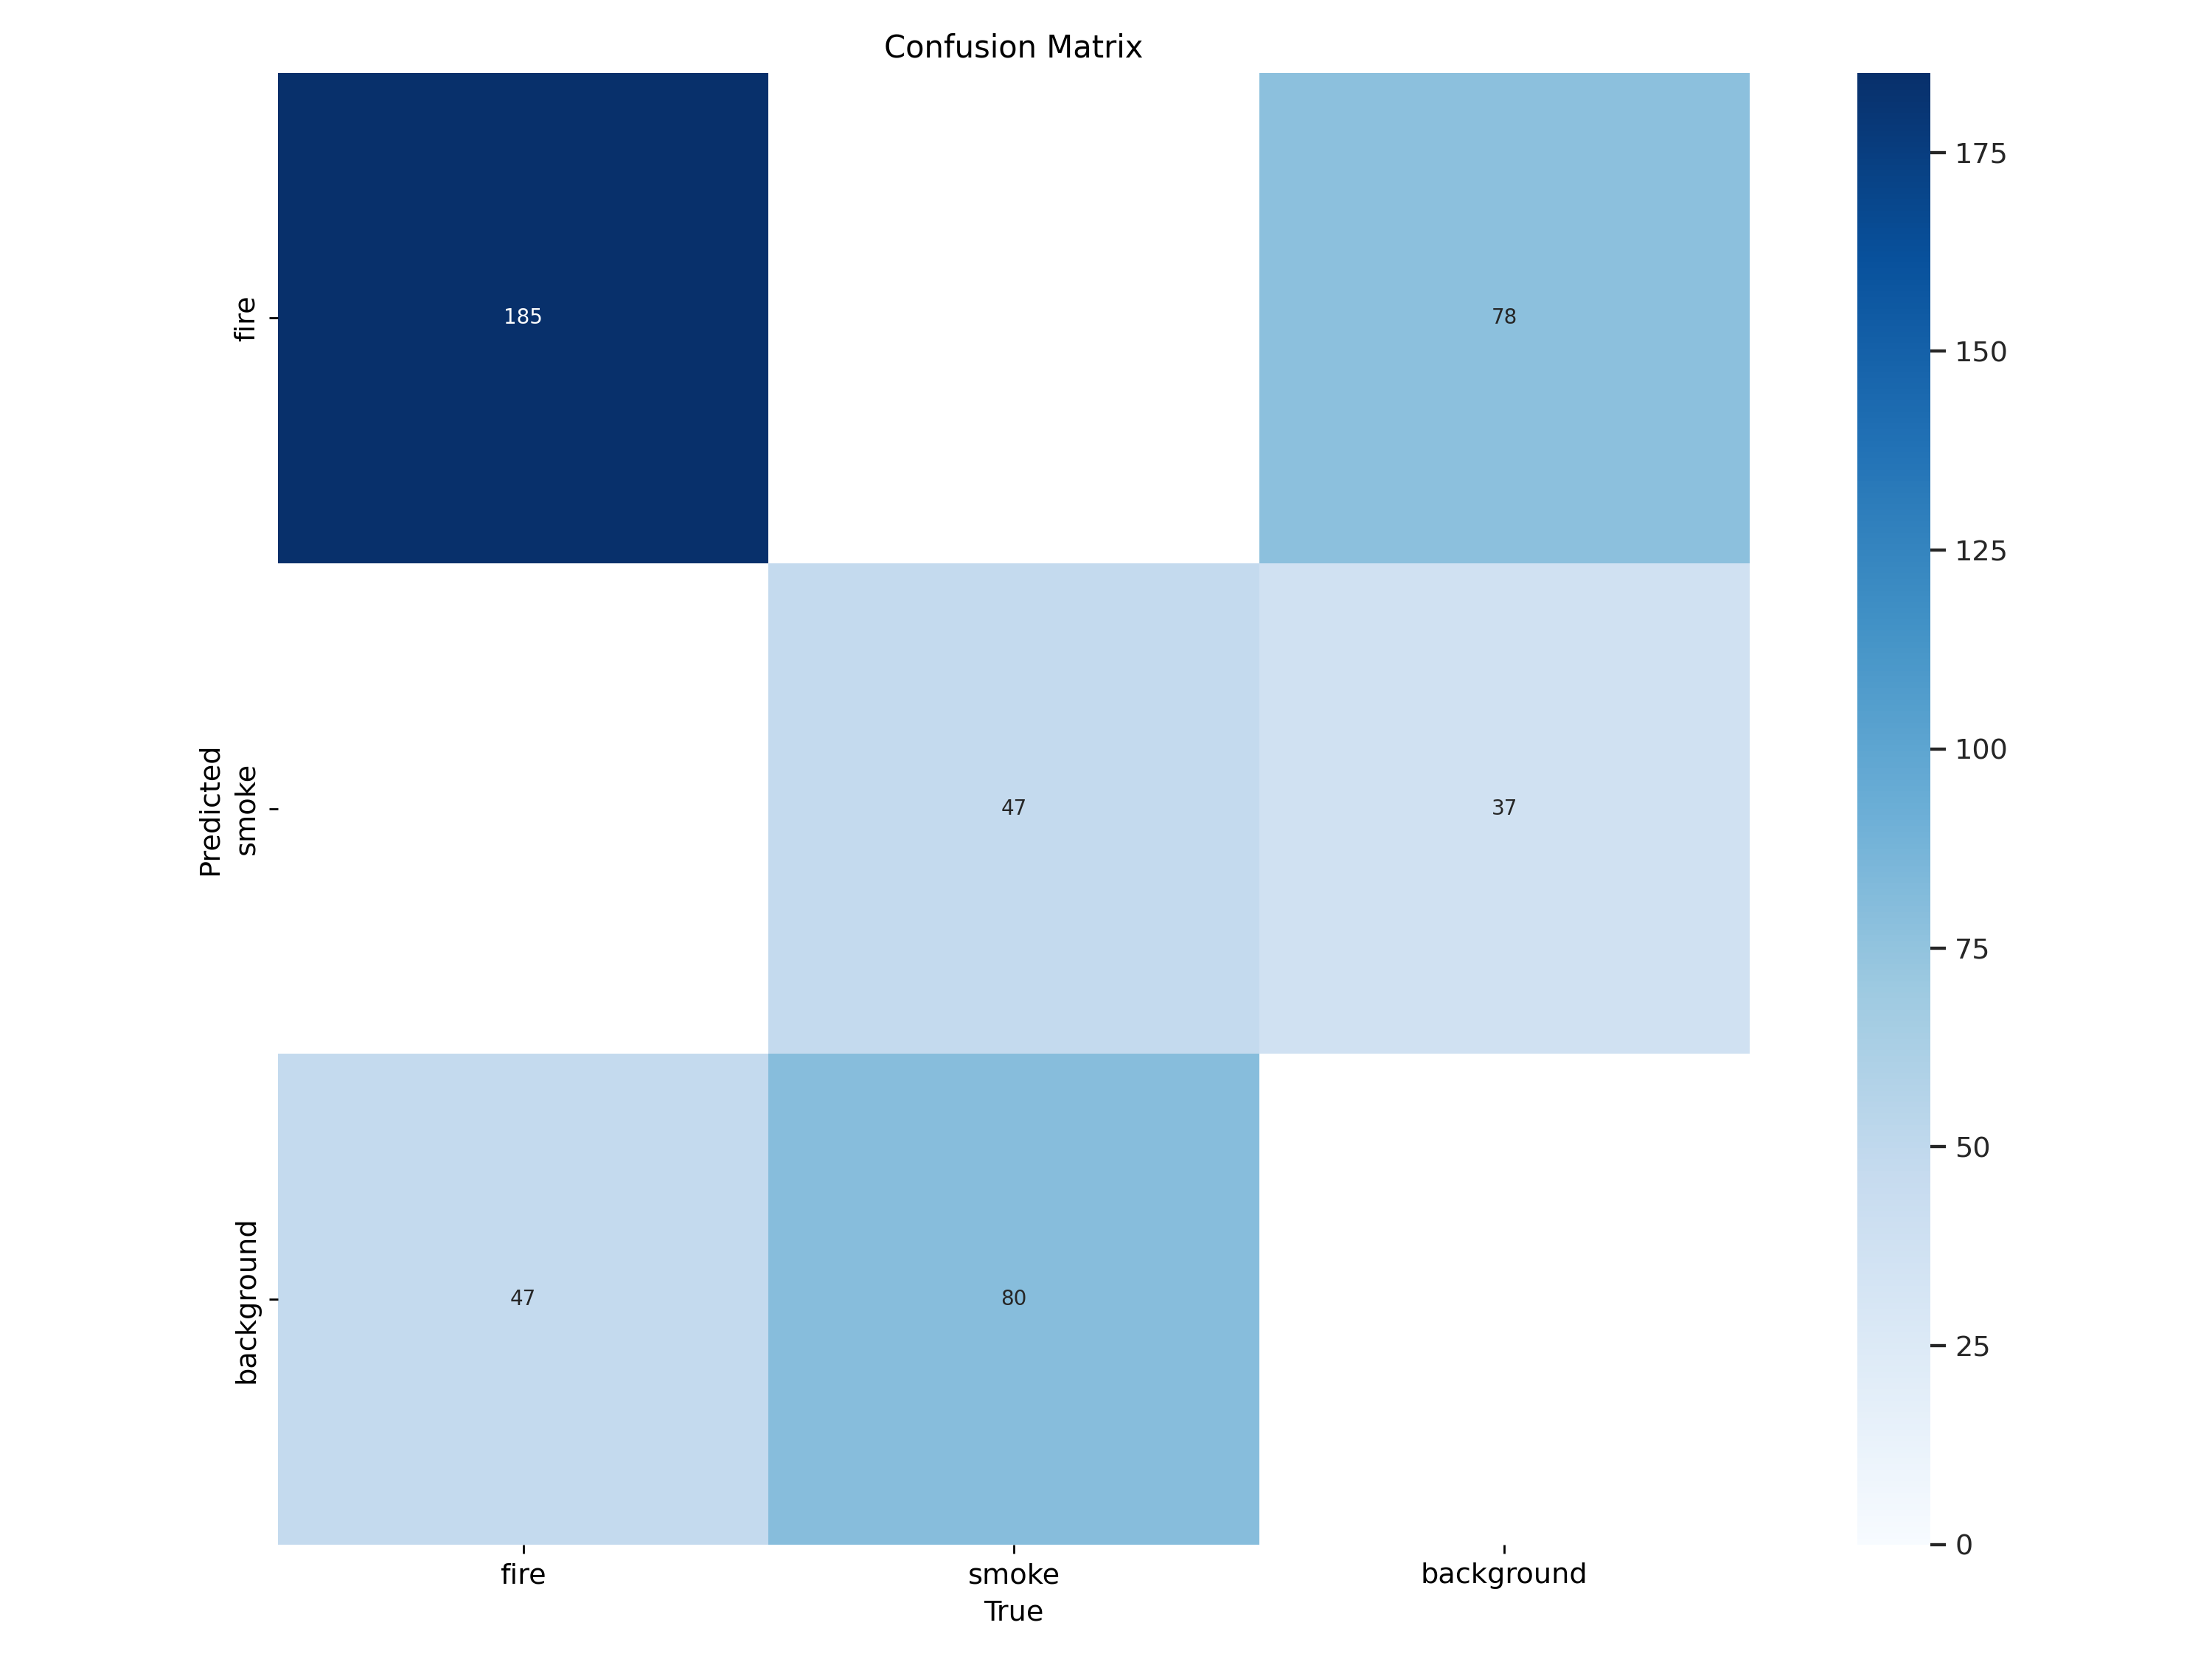 Confusion Matrix
Predicted
fire
smoke
background
185
78
47
37
47
80
fire
smoke
background
True
175
150
125
100
75
50
25
0